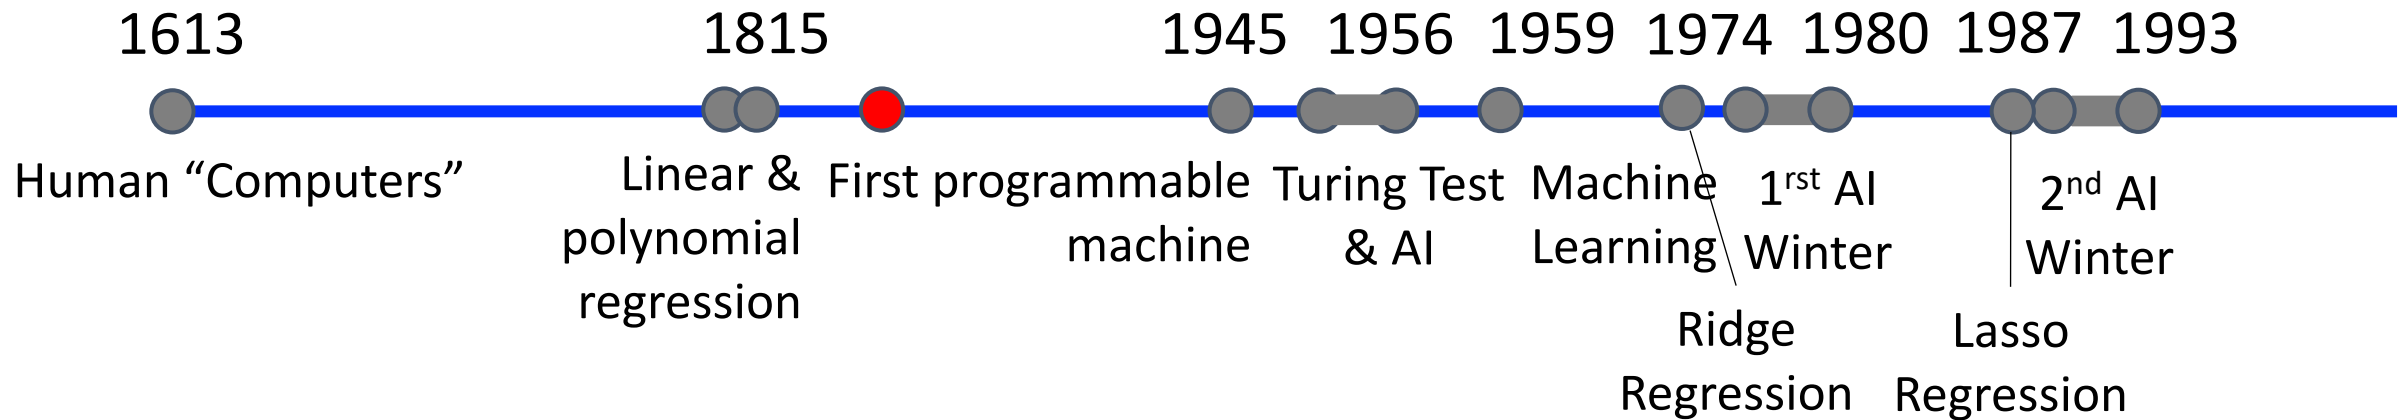 1613 1815 1945 1956 1959 1974 1980 1987 1993
Human “Computers”
Linear &
polynomial
regression
First programmable
machine
Turing Test
& AI
Machine
Learning
1rst AI
Winter
2nd AI
Winter
Ridge
Regression
Lasso
Regression